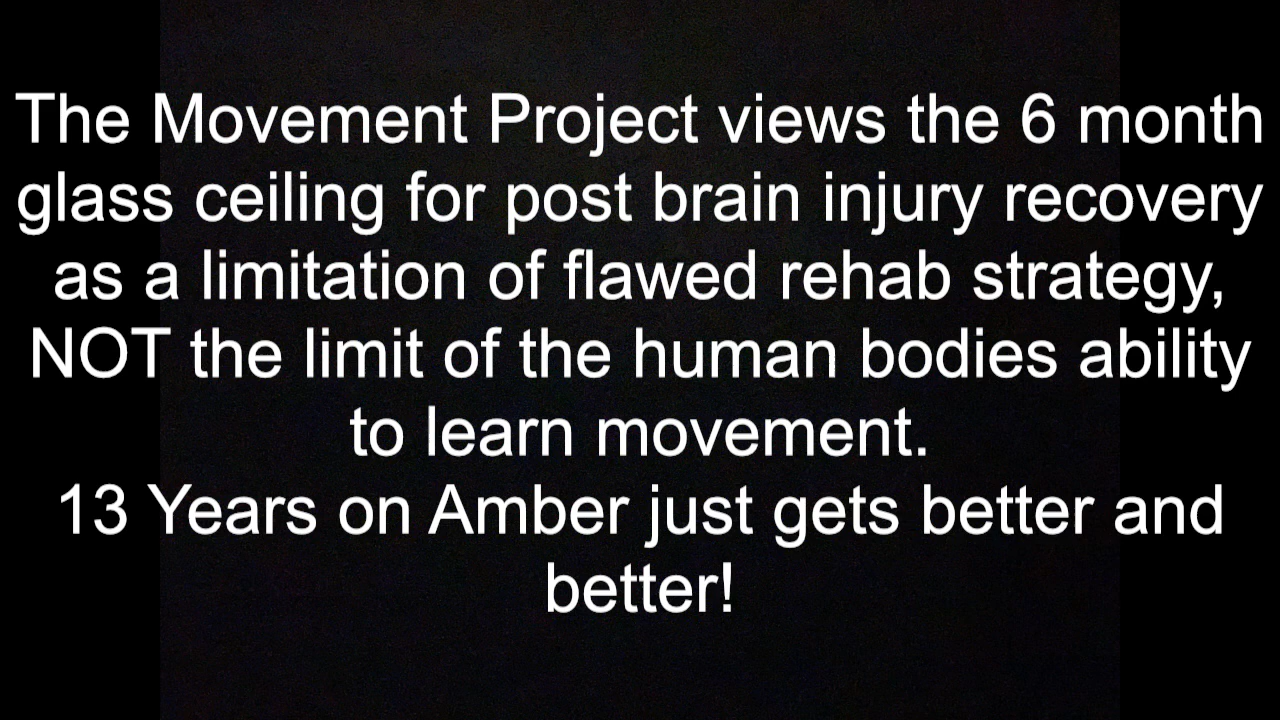 The Movement Project views the 6 month
glass ceiling for post brain injury recovery
as a limitation of flawed rehab strategy,
NOT the limit of the human bodies ability
to learn movement.
13 Years on Amber just gets better and
better!